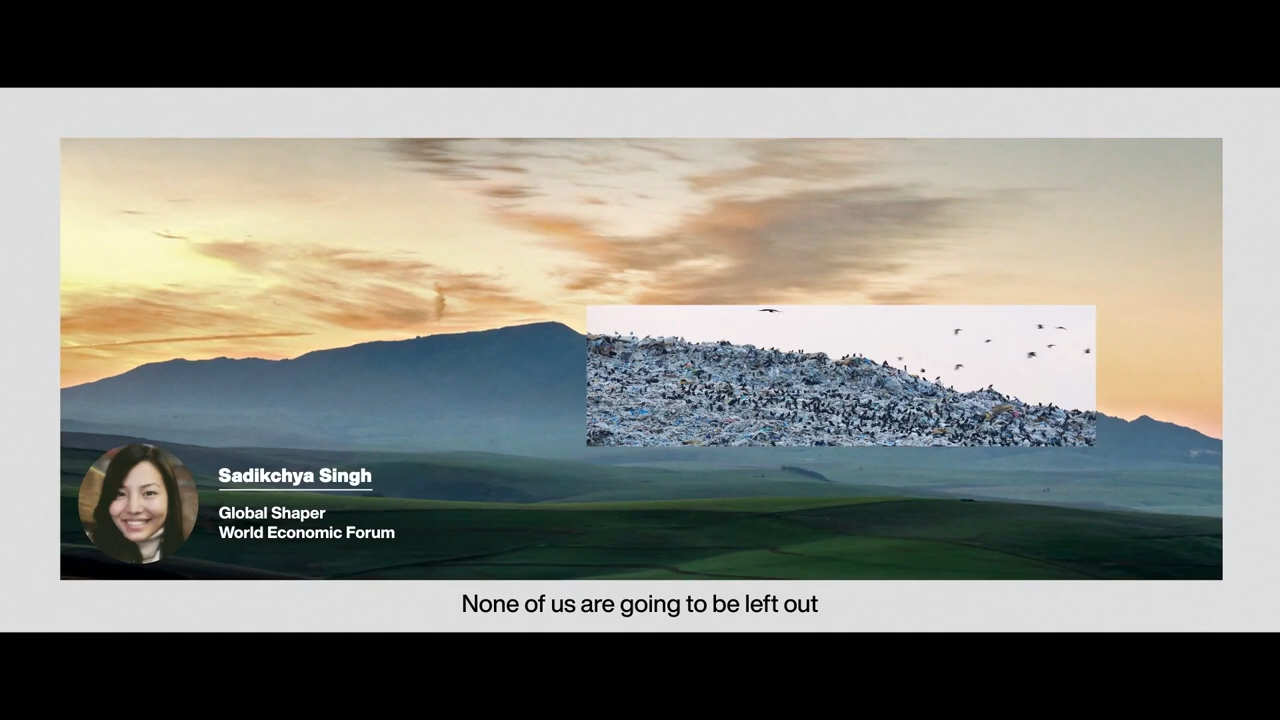 Sadikchya Singh
Global Shaper
World Economic Forum
None of us are going to be left out